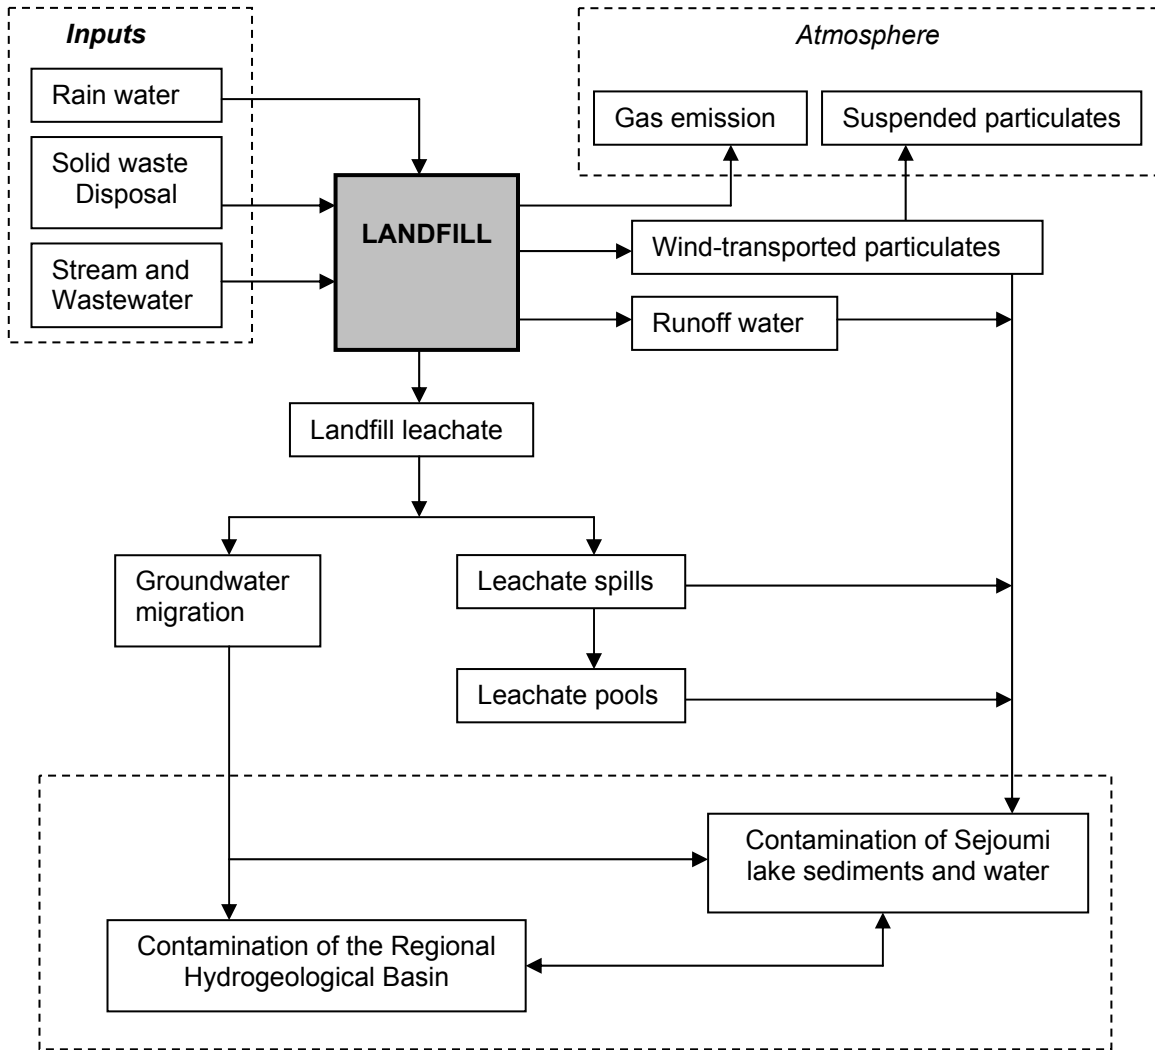 Inputs
Rain water
Solid waste
Disposal
Stream and
Wastewater
LANDFILL
Atmosphere
Gas emission
Suspended particulates
Wind-transported particulates
Runoff water
Landfill leachate
Groundwater
migration
Leachate spills
Leachate pools
Contamination of Sejoumi
lake sediments and water
Contamination of the Regional
Hydrogeological Basin